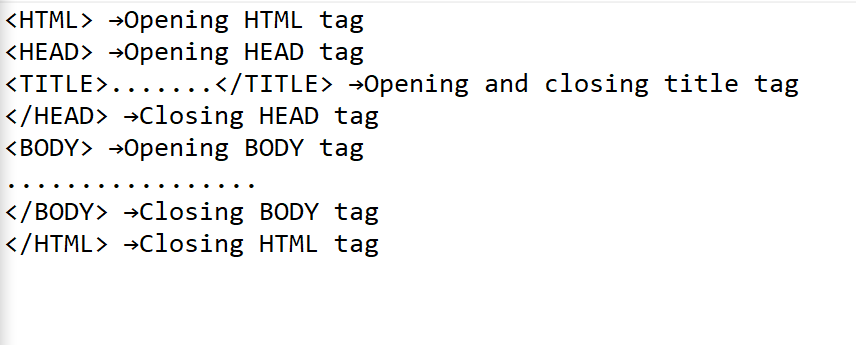 <HTML> →Opening HTML tag
<HEAD> →Opening HEAD tag
<TITLE>.......</TITLE> →Opening and closing title tag
</HEAD> →Closing HEAD tag
<BODY> →Opening BODY tag
.................
</BODY> →Closing BODY tag
</HTML> →Closing HTML tag